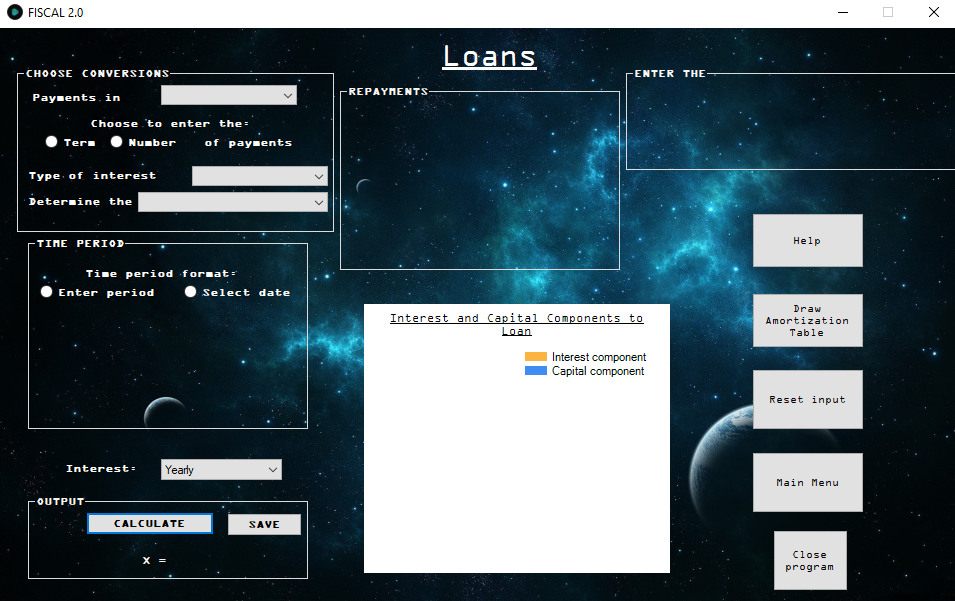 FISCAL 2.0
Loans
CHOOSE CONVERSIONS
Payments in
Choose to enter the:
Term Number of payments
Type of interest
Determine the
REPAYMENTS
ENTER THE
TIME PERIOD
Time period format:
Enter period Select date
Interest and Capital Components to
Loan
Interest component
Capital component
Interest: Yearly
OUTPUT
CALCULATE SAVE
x =
Help
Draw
Amortization
Table
Reset input
Main Menu
Close
program